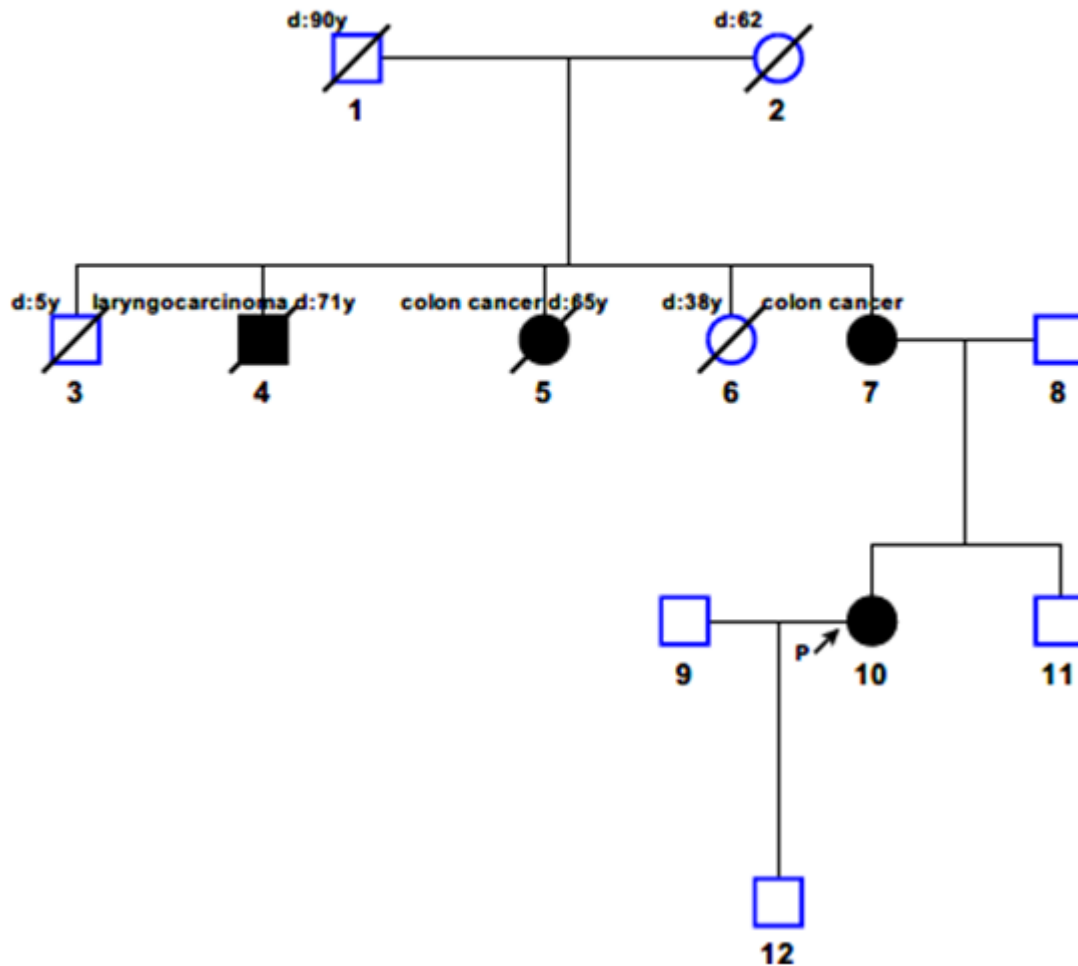 d:90y d:62
1 2
d:5y laryngocarcinoma d:71y colon cancer d:65y d:38y colon cancer
3 4 5 6 7 8
P
9 10 11
12